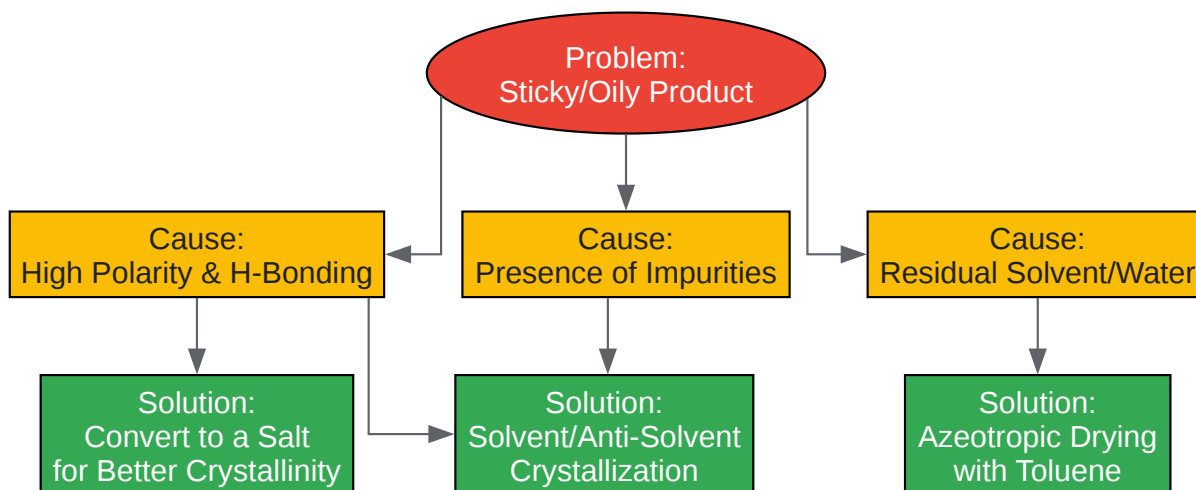 Problem:
Sticky/Oily Product
Cause:
High Polarity & H-Bonding
Cause:
Presence of Impurities
Cause:
Residual Solvent/Water
Solution:
Convert to a Salt
for Better Crystallinity
Solution:
Solvent/Anti-Solvent
Crystallization
Solution:
Azeotropic Drying
with Toluene